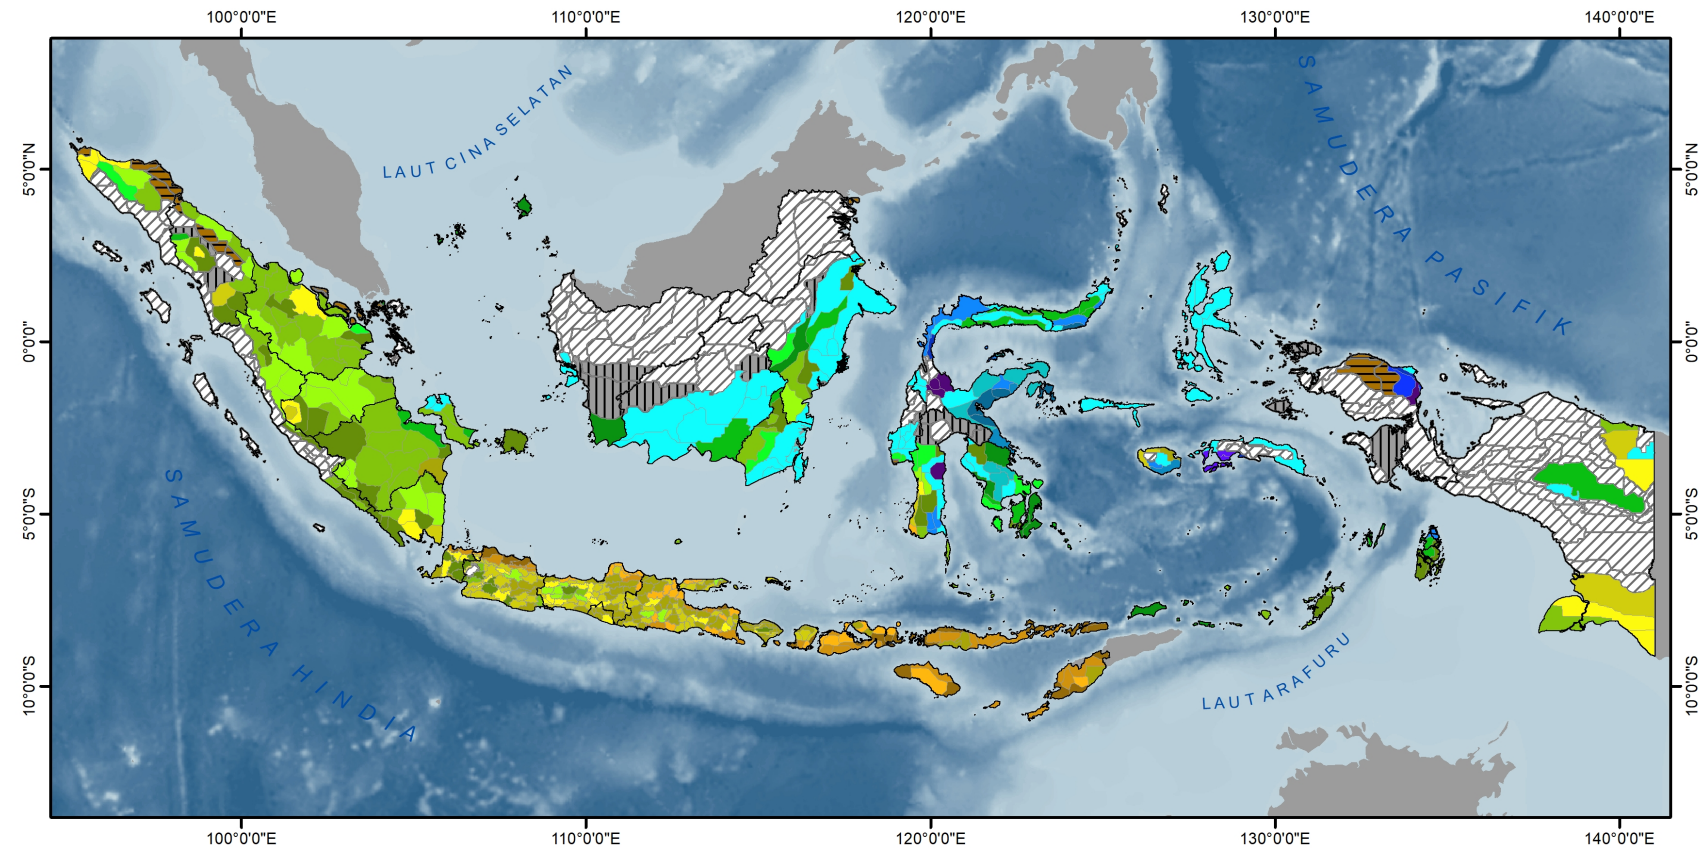 100°0'0"E 110°0'0"E 120°0'0"E 130°0'0"E 140°0'0"E
LAUT CINA SELATAN
SAMUDERA PASIFIK
5°0'0"N 5°0'0"N
0°0'0" 0°0'0"
5°0'0"S 5°0'0"S
SAMUDERA HINDIA
LAUT ARAFURU
10°0'0"S 10°0'0"S
100°0'0"E 110°0'0"E 120°0'0"E 130°0'0"E 140°0'0"E